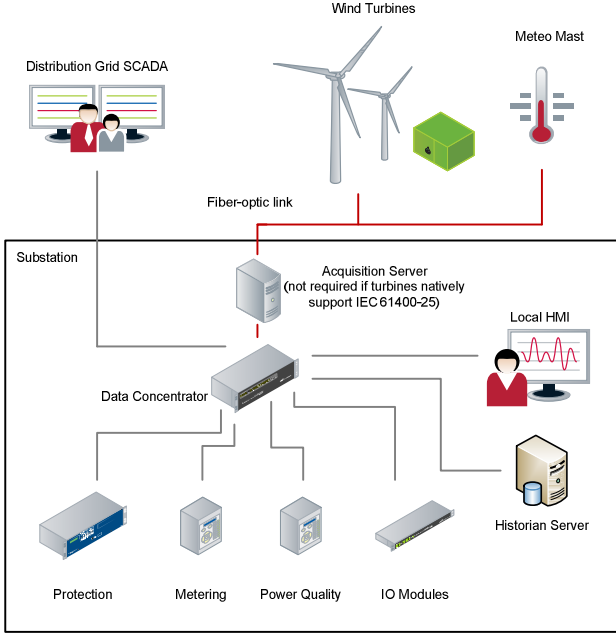 Wind Turbines
Meteo Mast
Distribution Grid SCADA
Fiber-optic link
Substation
Acquisition Server
(not required if turbines natively
support IEC 61400-25)
Local HMI
Data Concentrator
Historian Server
Protection
Metering
Power Quality
IO Modules